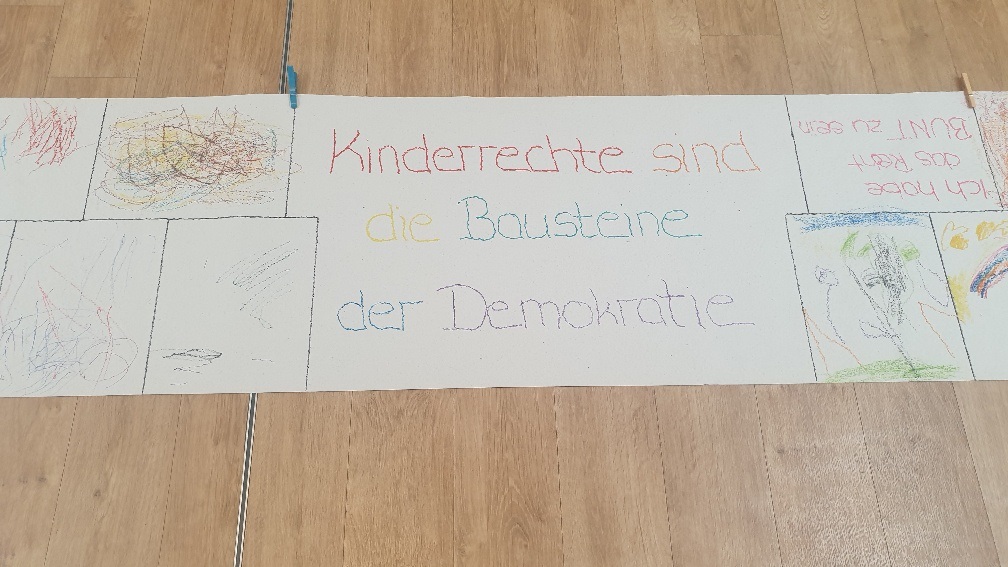 Kinderrechte sind
die Bausteine
der Demokratie
Ich habe
das Recht
BUNT zu sein